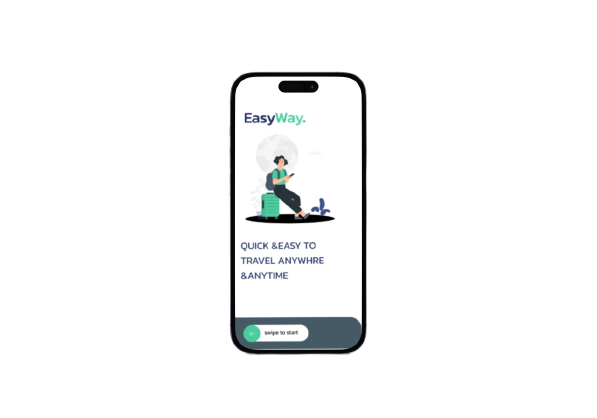 EasyWay.
QUICK &EASY TO
TRAVEL ANYWHRE
&ANYTIME
swipe to start